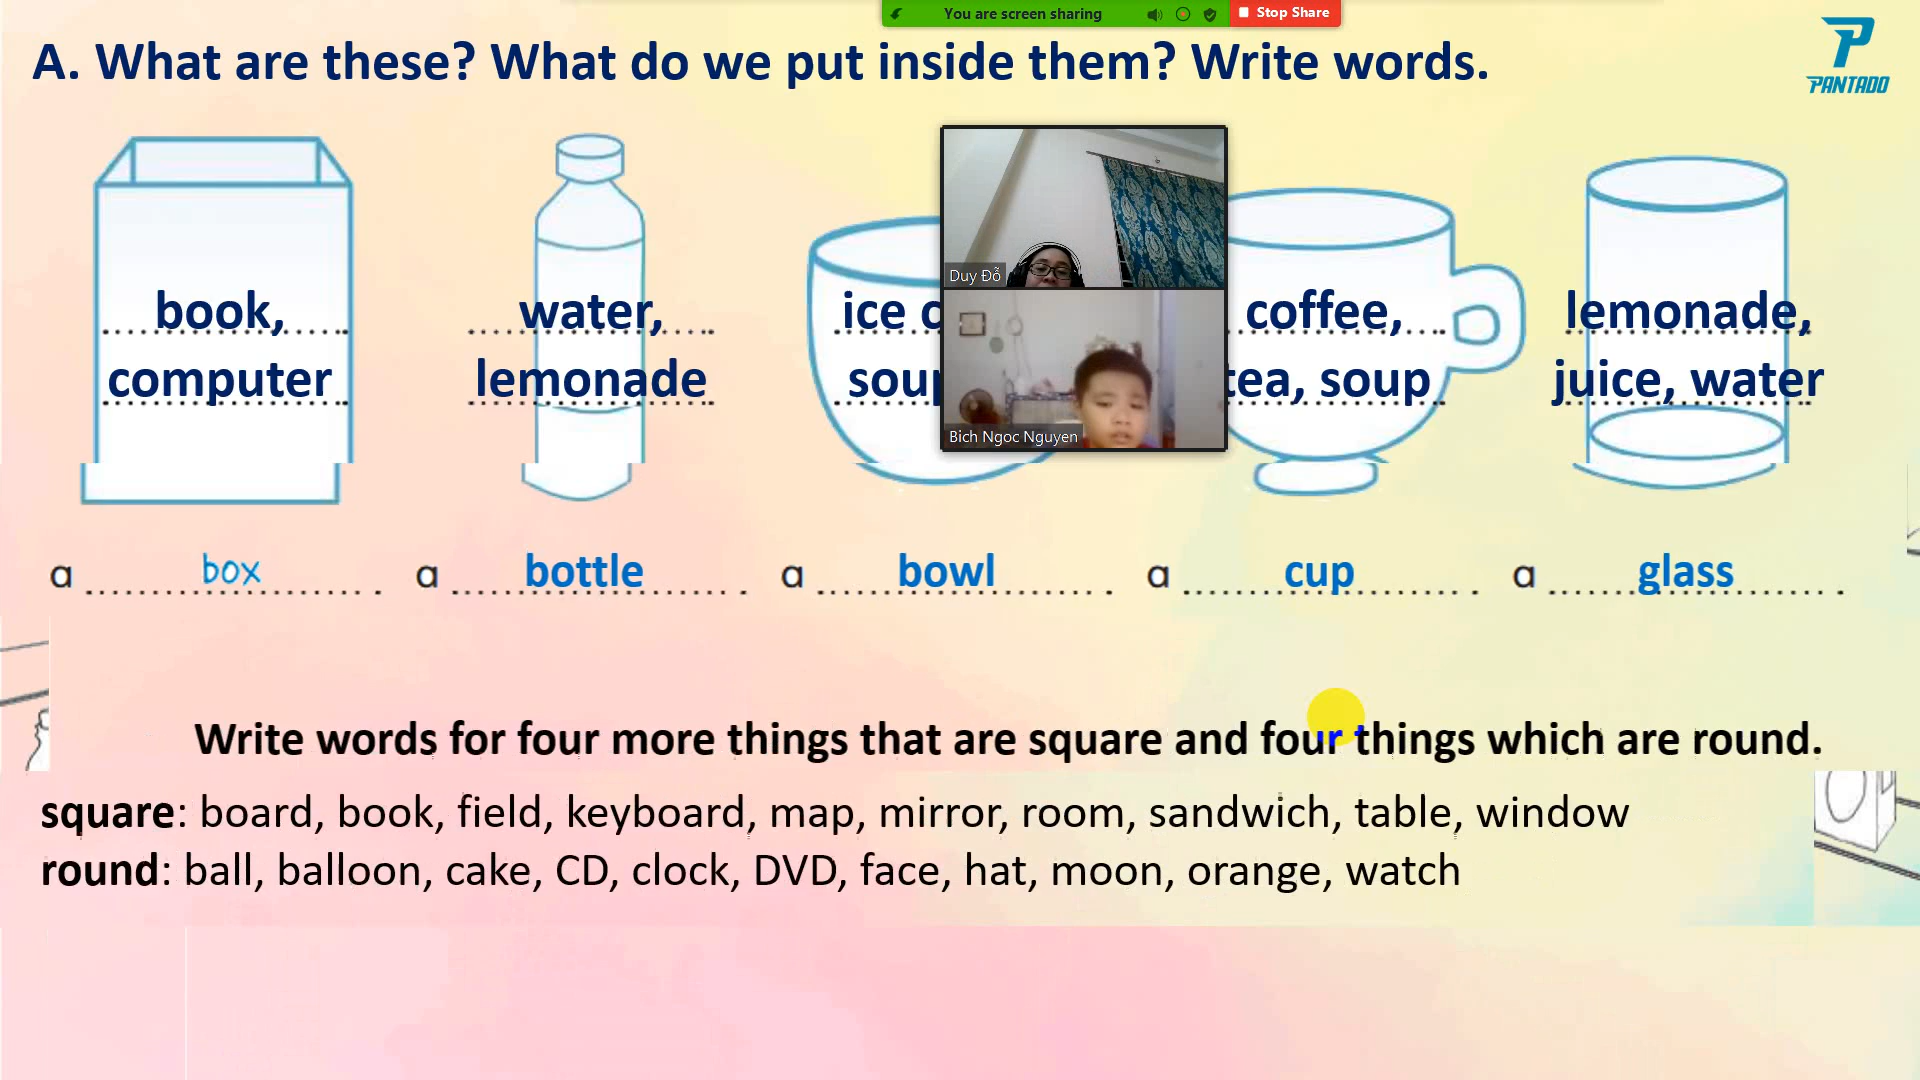 You are screen sharing Stop Share
A. What are these? What do we put inside them? Write words.
PANTADO
Duy Đỗ
book, water, ice coffee, lemonade,
computer lemonade soup tea, soup juice, water
Bich Ngoc Nguyen
a box a bottle a bowl a cup a glass
Write words for four more things that are square and four things which are round.
square: board, book, field, keyboard, map, mirror, room, sandwich, table, window
round: ball, balloon, cake, CD, clock, DVD, face, hat, moon, orange, watch